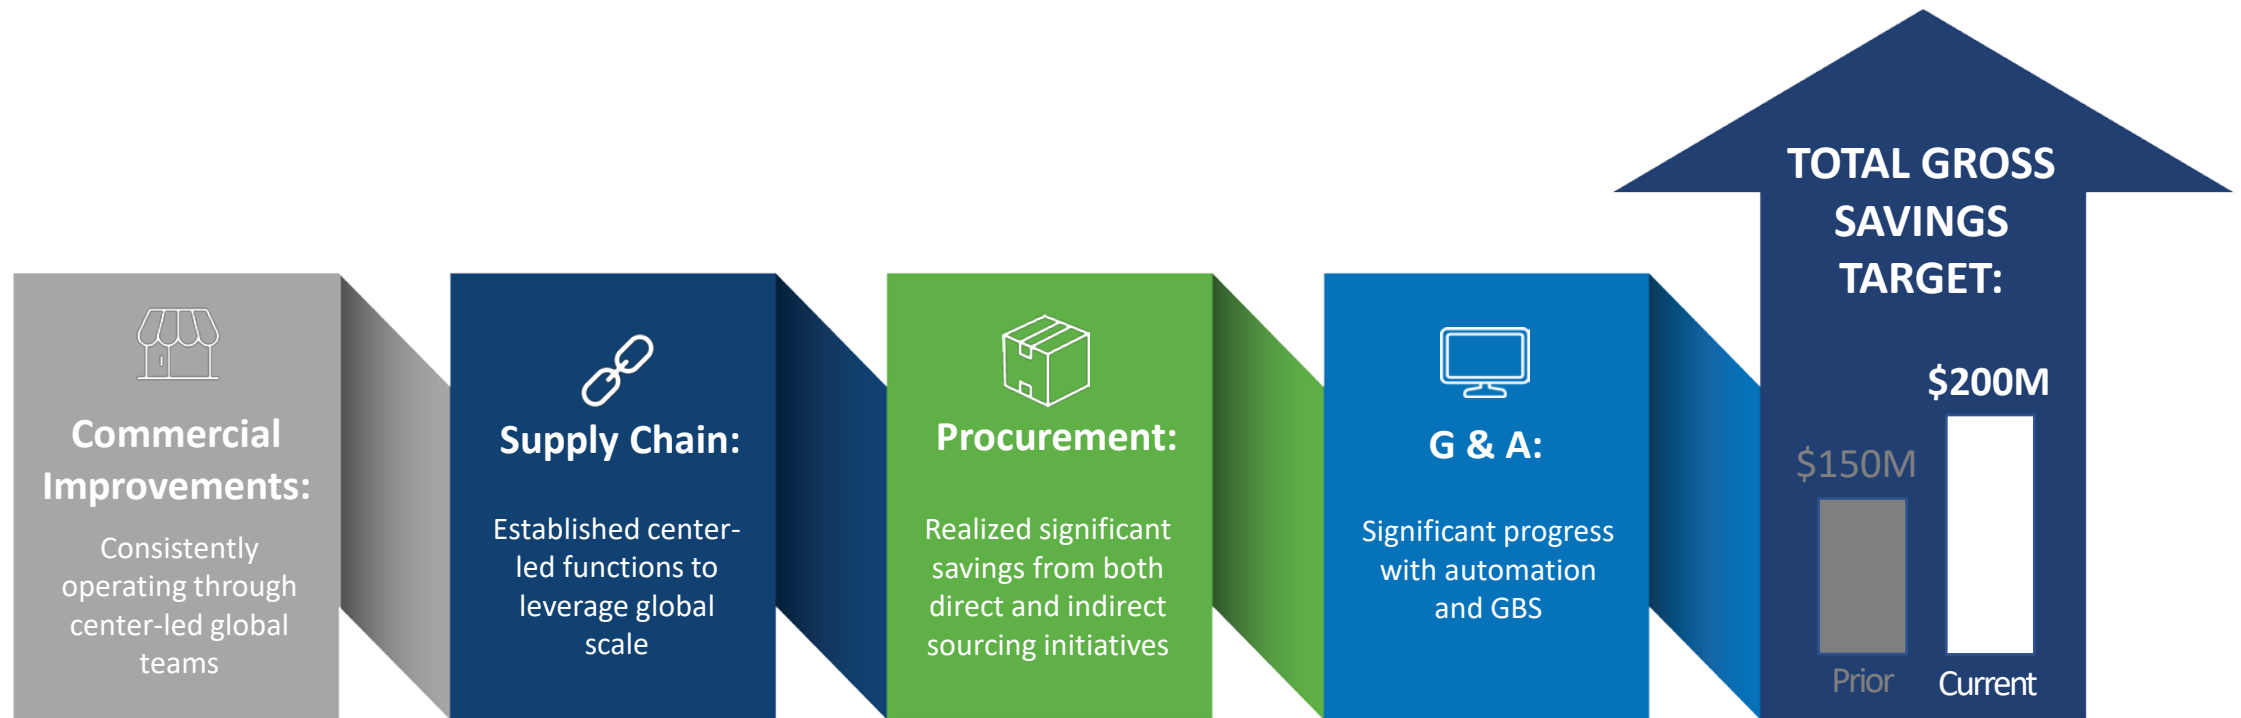 Commercial
Improvements:
Consistently
operating through
center-led global
teams
Supply Chain:
Established center-
led functions to
leverage global
scale
Procurement:
Realized significant
savings from both
direct and indirect
sourcing initiatives
G & A:
Significant progress
with automation
and GBS
TOTAL GROSS
SAVINGS
TARGET:
$200M
$150M
Prior
Current